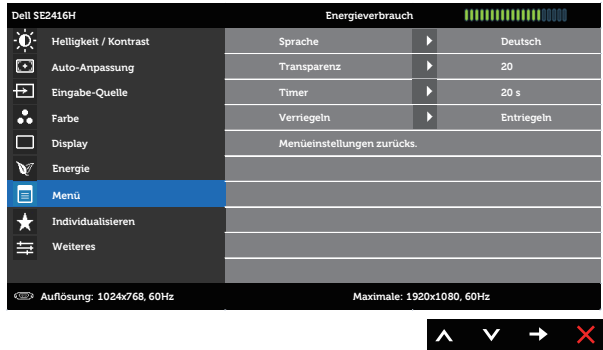 Dell SE2416H Energieverbrauch
Helligkeit / Kontrast Sprache Deutsch
Auto-Anpassung Transparenz 20
Eingabe-Quelle Timer 20 s
Farbe Verriegeln Entriegeln
Display Menüeinstellungen zurücks.
Energie
Menü
Individualisieren
Weiteres
Auflösung: 1024x768, 60Hz Maximale: 1920x1080, 60Hz